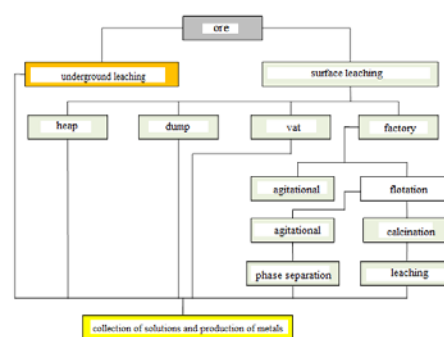 ore
underground leaching
surface leaching
heap
dump
vat
factory
agitational
flotation
agitational
calcination
phase separation
leaching
collection of solutions and production of metals